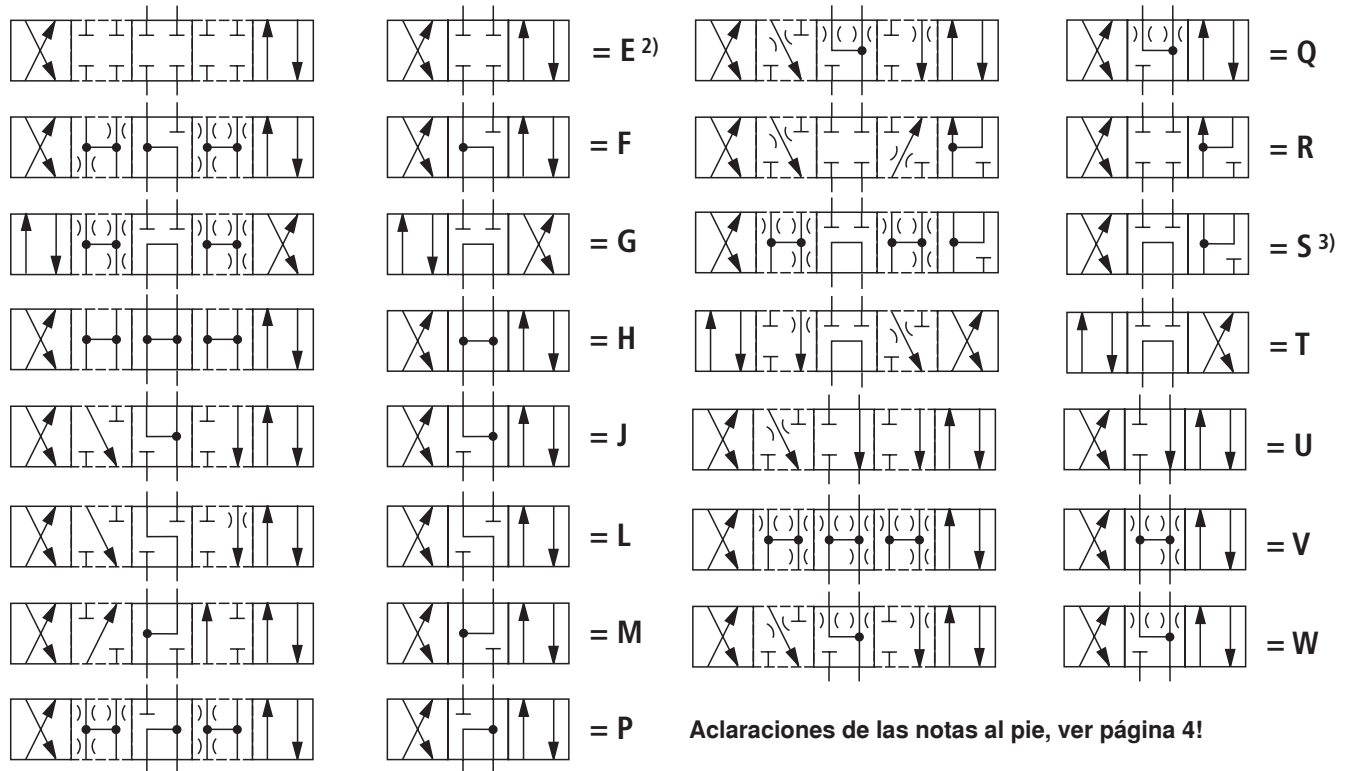 = E 2)
= F
= G
= H
= J
= L
= M
= P
= Q
= R
= S 3)
= T
= U
= V
= W
Aclaraciones de las notas al pie, ver página 4!